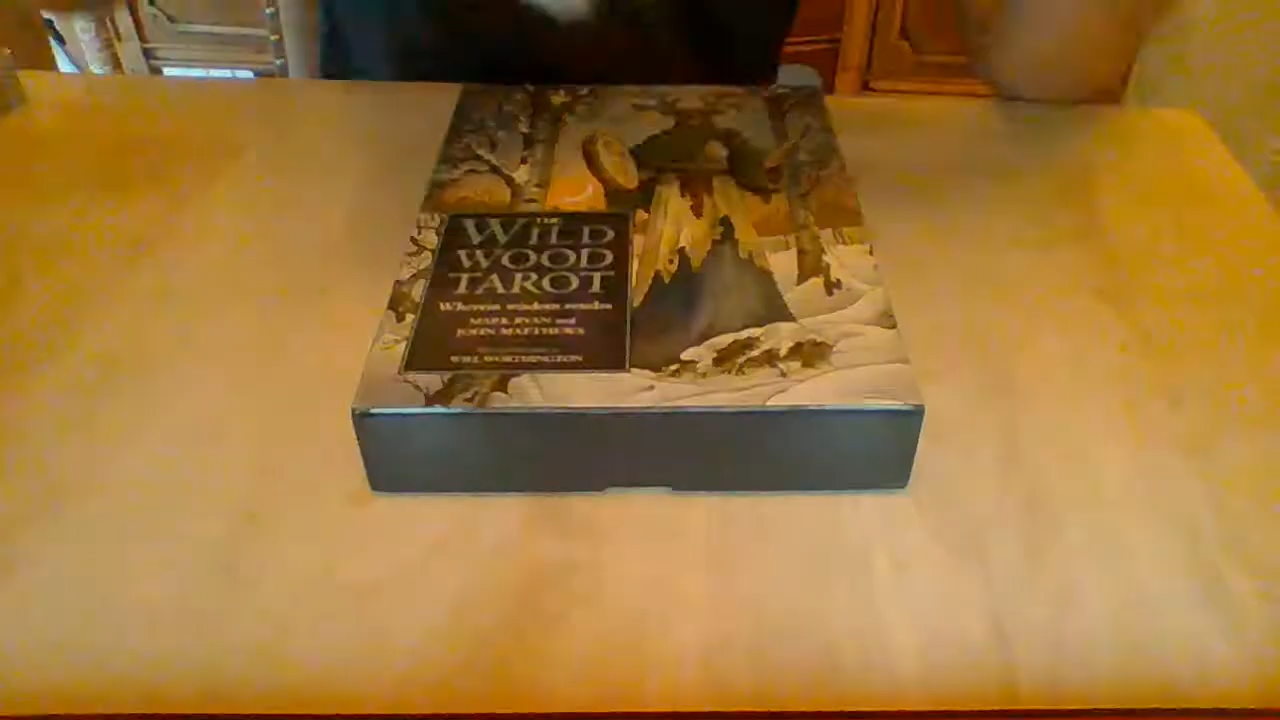 THE
WILD
WOOD
TAROT
Wherein wisdom resides
MARK RYAN and
JOHN MATTHEWS
WILL WORTHINGTON